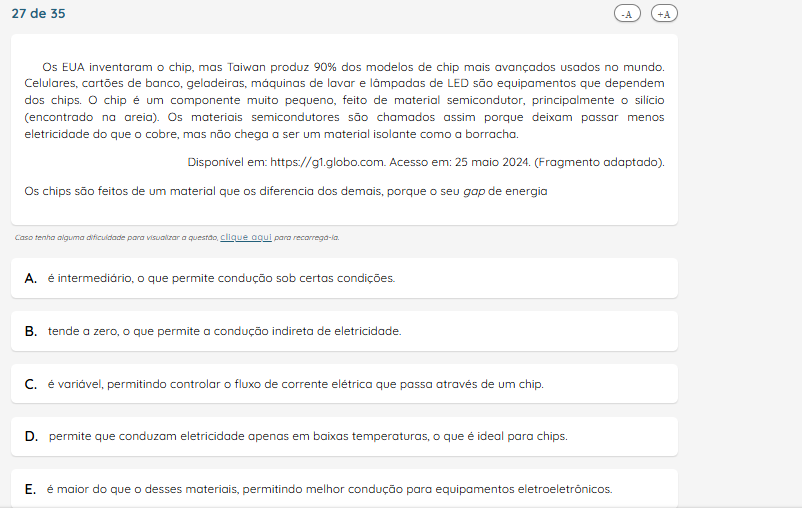 27 de 35
-A
+A
Os EUA inventaram o chip, mas Taiwan produz 90% dos modelos de chip mais avançados usados no mundo.
Celulares, cartões de banco, geladeiras, máquinas de lavar e lâmpadas de LED são equipamentos que dependem
dos chips. O chip é um componente muito pequeno, feito de material semicondutor, principalmente o silício
(encontrado na areia). Os materiais semicondutores são chamados assim porque deixam passar menos
eletricidade do que o cobre, mas não chega a ser um material isolante como a borracha.
Disponível em: https://g1.globo.com. Acesso em: 25 maio 2024. (Fragmento adaptado).
Os chips são feitos de um material que os diferencia dos demais, porque o seu gap de energia
Caso tenha alguma dificuldade para visualizar a questão, clique aqui para recarregá-la.
A. é intermediário, o que permite condução sob certas condições.
B. tende a zero, o que permite a condução indireta de eletricidade.
C. é variável, permitindo controlar o fluxo de corrente elétrica que passa através de um chip.
D. permite que conduzam eletricidade apenas em baixas temperaturas, o que é ideal para chips.
E. é maior do que o desses materiais, permitindo melhor condução para equipamentos eletroeletrônicos.